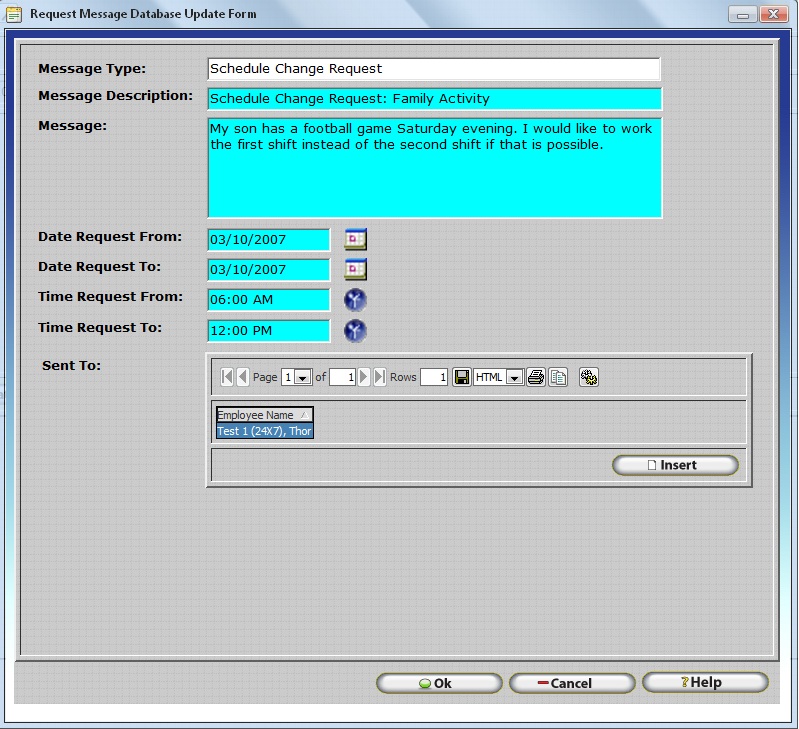 Request Message Database Update Form
Message Type: Schedule Change Request
Message Description: Schedule Change Request: Family Activity
Message: My son has a football game Saturday evening. I would like to work
the first shift instead of the second shift if that is possible.
Date Request From: 03/10/2007
Date Request To: 03/10/2007
Time Request From: 06:00 AM
Time Request To: 12:00 PM
Sent To:
Page 1 of 1 Rows 1 HTML
Employee Name
Test 1 (24X7), Thor
Insert
Ok Cancel ? Help